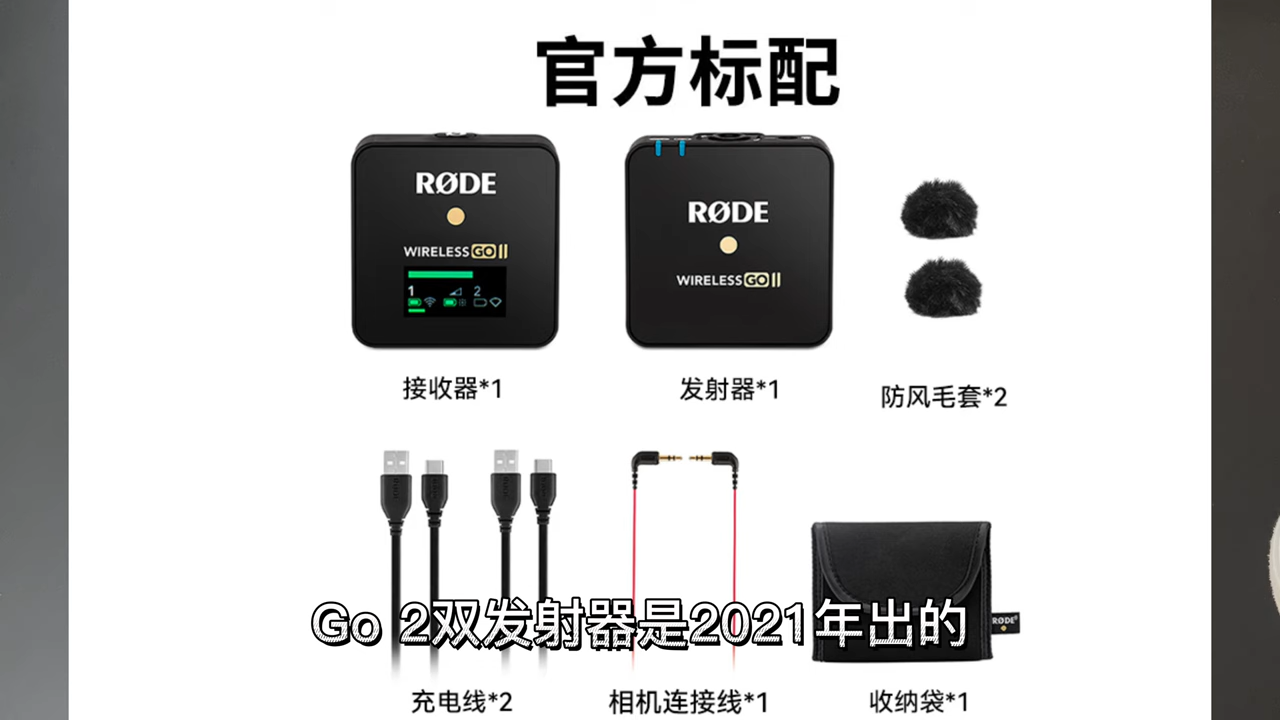 官方标配
RØDE
WIRELESS GO II
1 2
RØDE
WIRELESS GO II
接收器*1
发射器*1
防风毛套*2
RØDE
Go 2双发射器是2021年出的
充电线*2
相机连接线*1
收纳袋*1